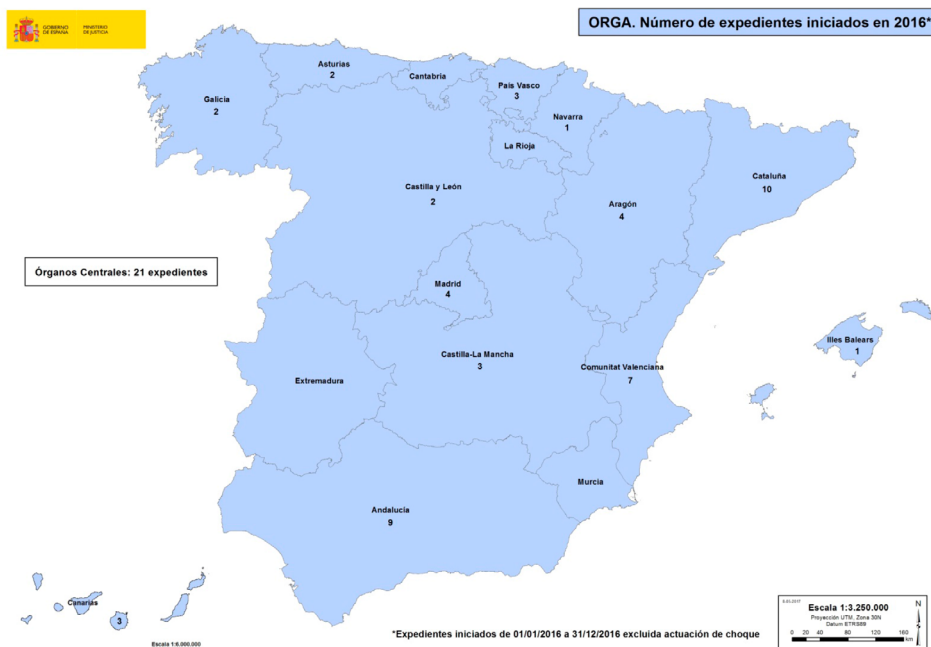 GOBIERNO
DE ESPAÑA
MINISTERIO
DE JUSTICIA
ORGA. Número de expedientes iniciados en 2016*
Asturias
2
Cantabria
País Vasco
3
Galicia
2
Navarra
1
La Rioja
Cataluña
10
Castilla y León
2
Aragón
4
Órganos Centrales: 21 expedientes
Madrid
4
Illes Balears
1
Castilla-La Mancha
3
Comunitat Valenciana
7
Extremadura
Murcia
Andalucía
9
Canarias
3
Escala 1:6.000.000
*Expedientes iniciados de 01/01/2016 a 31/12/2016 excluida actuación de choque
Escala 1:3.250.000
Proyección UTM, Zona 30N
Datum ETRS89
N
0 20 40 80 120 160
km